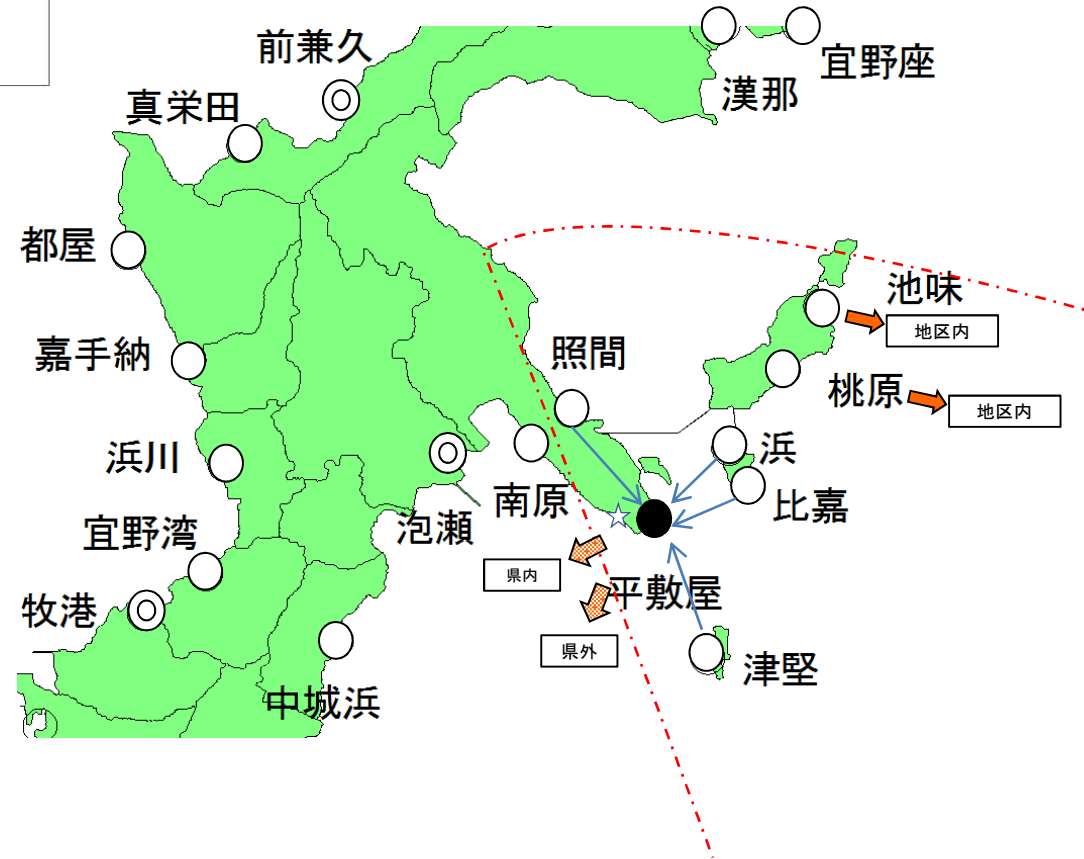 前兼久
宜野座
漢那
真栄田
都屋
池味
地区内
嘉手納
照間
桃原
地区内
浜川
浜
南原
比嘉
泡瀬
宜野湾
県内
牧港
平敷屋
県外
津堅
中城浜